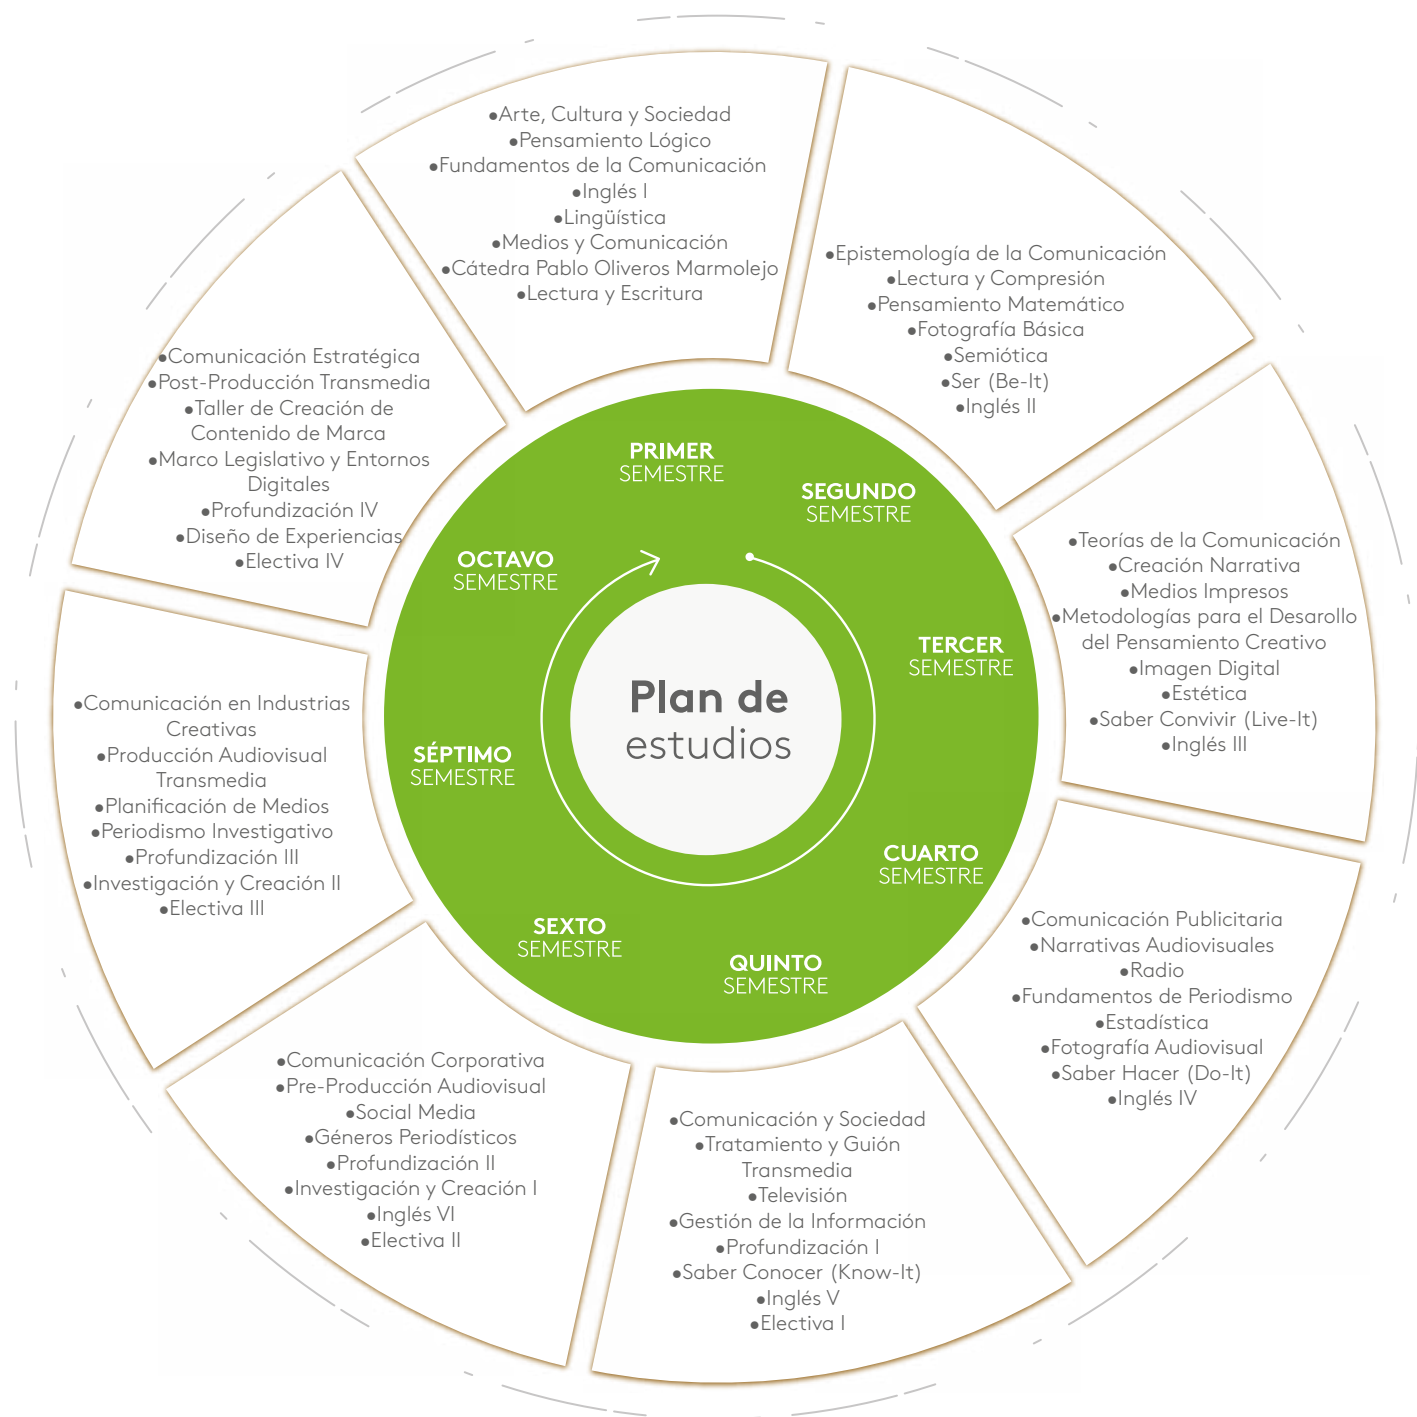 Plan de
estudios
PRIMER
SEMESTRE
●Arte, Cultura y Sociedad
●Pensamiento Lógico
●Fundamentos de la Comunicación
●Inglés I
●Lingüística
●Medios y Comunicación
●Cátedra Pablo Oliveros Marmolejo
●Lectura y Escritura
SEGUNDO
SEMESTRE
●Epistemología de la Comunicación
●Lectura y Compresión
●Pensamiento Matemático
●Fotografía Básica
●Semiótica
●Ser (Be-It)
●Inglés II
TERCER
SEMESTRE
●Teorías de la Comunicación
●Creación Narrativa
●Medios Impresos
●Metodologías para el Desarollo
del Pensamiento Creativo
●Imagen Digital
●Estética
●Saber Convivir (Live-It)
●Inglés III
CUARTO
SEMESTRE
●Comunicación Publicitaria
●Narrativas Audiovisuales
●Radio
●Fundamentos de Periodismo
●Estadística
●Fotografía Audiovisual
●Saber Hacer (Do-It)
●Inglés IV
QUINTO
SEMESTRE
●Comunicación y Sociedad
●Tratamiento y Guión
Transmedia
●Televisión
●Gestión de la Información
●Profundización I
●Saber Conocer (Know-It)
●Inglés V
●Electiva I
SEXTO
SEMESTRE
●Comunicación Corporativa
●Pre-Producción Audiovisual
●Social Media
●Géneros Periodísticos
●Profundización II
●Investigación y Creación I
●Inglés VI
●Electiva II
SÉPTIMO
SEMESTRE
●Comunicación en Industrias
Creativas
●Producción Audiovisual
Transmedia
●Planificación de Medios
●Periodismo Investigativo
●Profundización III
●Investigación y Creación II
●Electiva III
OCTAVO
SEMESTRE
●Comunicación Estratégica
●Post-Producción Transmedia
●Taller de Creación de
Contenido de Marca
●Marco Legislativo y Entornos
Digitales
●Profundización IV
●Diseño de Experiencias
●Electiva IV